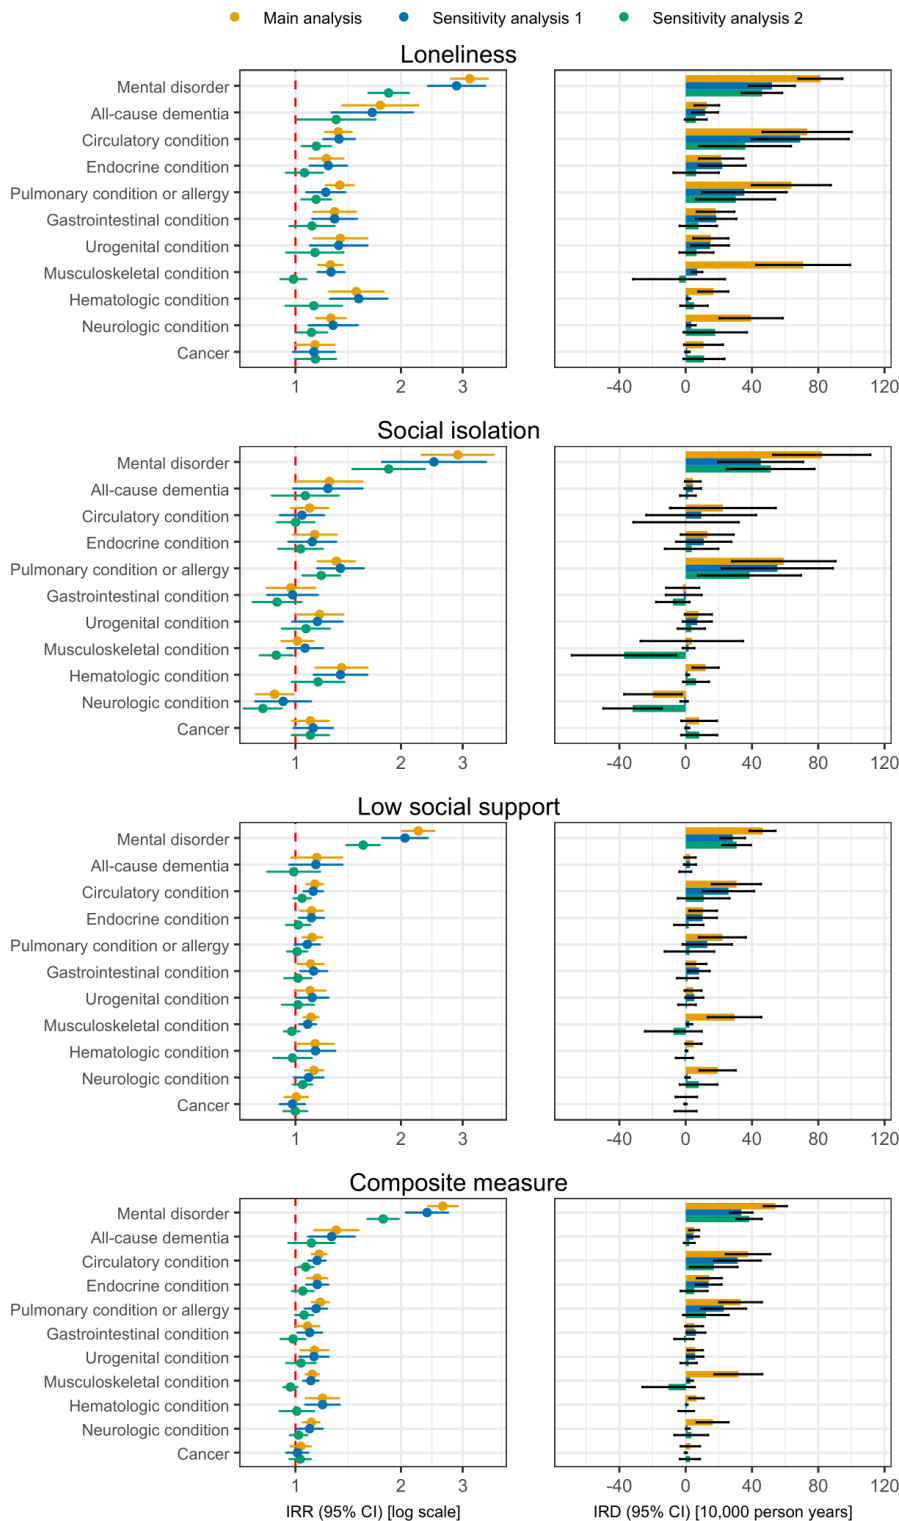 Main analysis Sensitivity analysis 1 Sensitivity analysis 2
Loneliness
Mental disorder
All-cause dementia
Circulatory condition
Endocrine condition
Pulmonary condition or allergy
Gastrointestinal condition
Urogenital condition
Musculoskeletal condition
Hematologic condition
Neurologic condition
Cancer
1 2 3 -40 0 40 80 120
Social isolation
Mental disorder
All-cause dementia
Circulatory condition
Endocrine condition
Pulmonary condition or allergy
Gastrointestinal condition
Urogenital condition
Musculoskeletal condition
Hematologic condition
Neurologic condition
Cancer
1 2 3 -40 0 40 80 120
Low social support
Mental disorder
All-cause dementia
Circulatory condition
Endocrine condition
Pulmonary condition or allergy
Gastrointestinal condition
Urogenital condition
Musculoskeletal condition
Hematologic condition
Neurologic condition
Cancer
1 2 3 -40 0 40 80 120
Composite measure
Mental disorder
All-cause dementia
Circulatory condition
Endocrine condition
Pulmonary condition or allergy
Gastrointestinal condition
Urogenital condition
Musculoskeletal condition
Hematologic condition
Neurologic condition
Cancer
1 2 3 -40 0 40 80 120
IRR (95% CI) [log scale] IRD (95% CI) [10,000 person years]